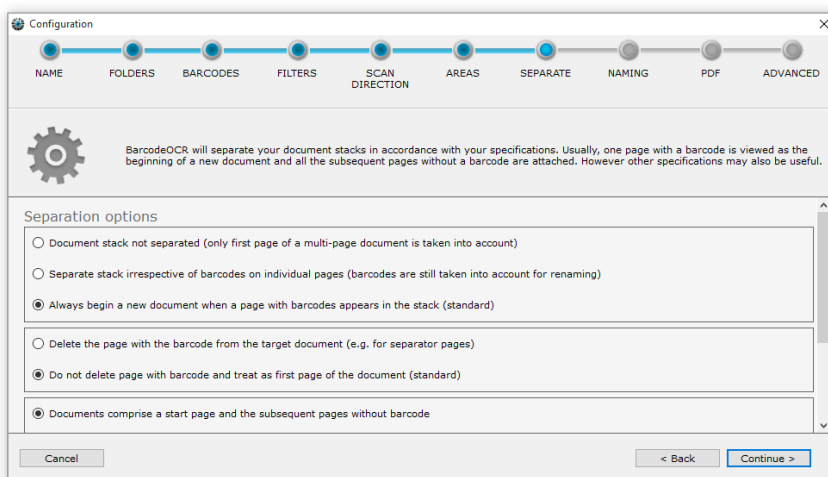 Configuration
NAME
FOLDERS
BARCODES
FILTERS
SCAN
DIRECTION
AREAS
SEPARATE
NAMING
PDF
ADVANCED
BarcodeOCR will separate your document stacks in accordance with your specifications. Usually, one page with a barcode is viewed as the
beginning of a new document and all the subsequent pages without a barcode are attached. However other specifications may also be useful.
Separation options
Document stack not separated (only first page of a multi-page document is taken into account)
Separate stack irrespective of barcodes on individual pages (barcodes are still taken into account for renaming)
Always begin a new document when a page with barcodes appears in the stack (standard)
Delete the page with the barcode from the target document (e.g. for separator pages)
Do not delete page with barcode and treat as first page of the document (standard)
Documents comprise a start page and the subsequent pages without barcode
Cancel
< Back
Continue >